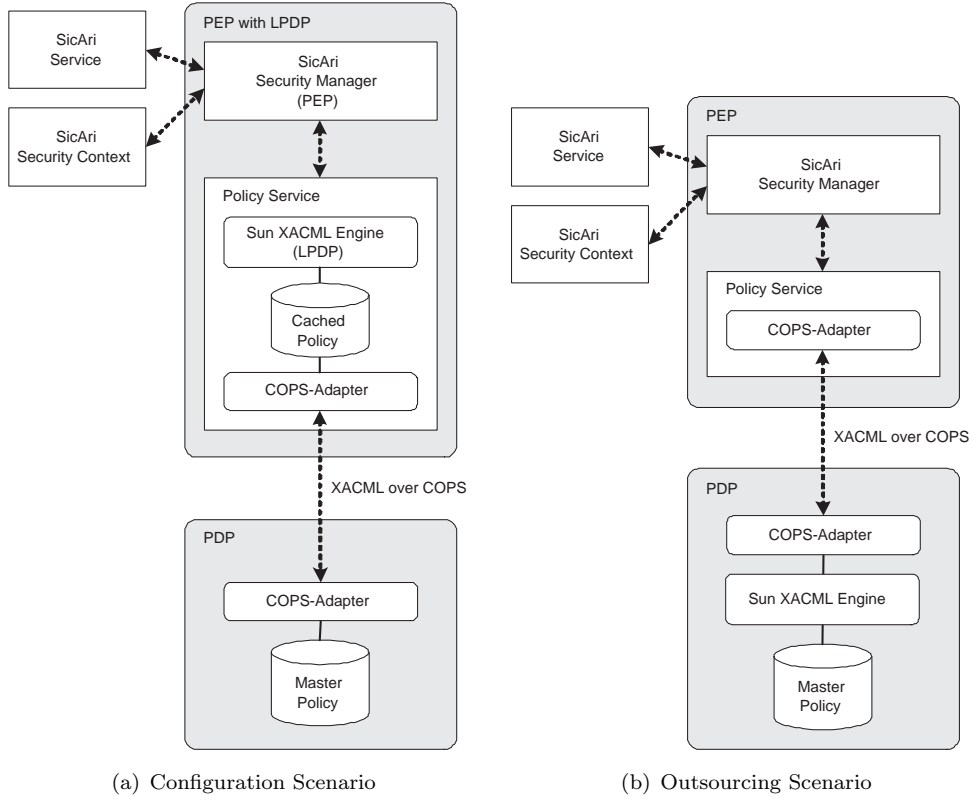 PEP with LPDP
SicAri
Service
SicAri
Security Manager
(PEP)
SicAri
Security Context
Policy Service
Sun XACML Engine
(LPDP)
Cached
Policy
COPS-Adapter
XACML over COPS
PDP
COPS-Adapter
Master
Policy
(a) Configuration Scenario
PEP
SicAri
Service
SicAri
Security Manager
SicAri
Security Context
Policy Service
COPS-Adapter
XACML over COPS
PDP
COPS-Adapter
Sun XACML Engine
Master
Policy
(b) Outsourcing Scenario